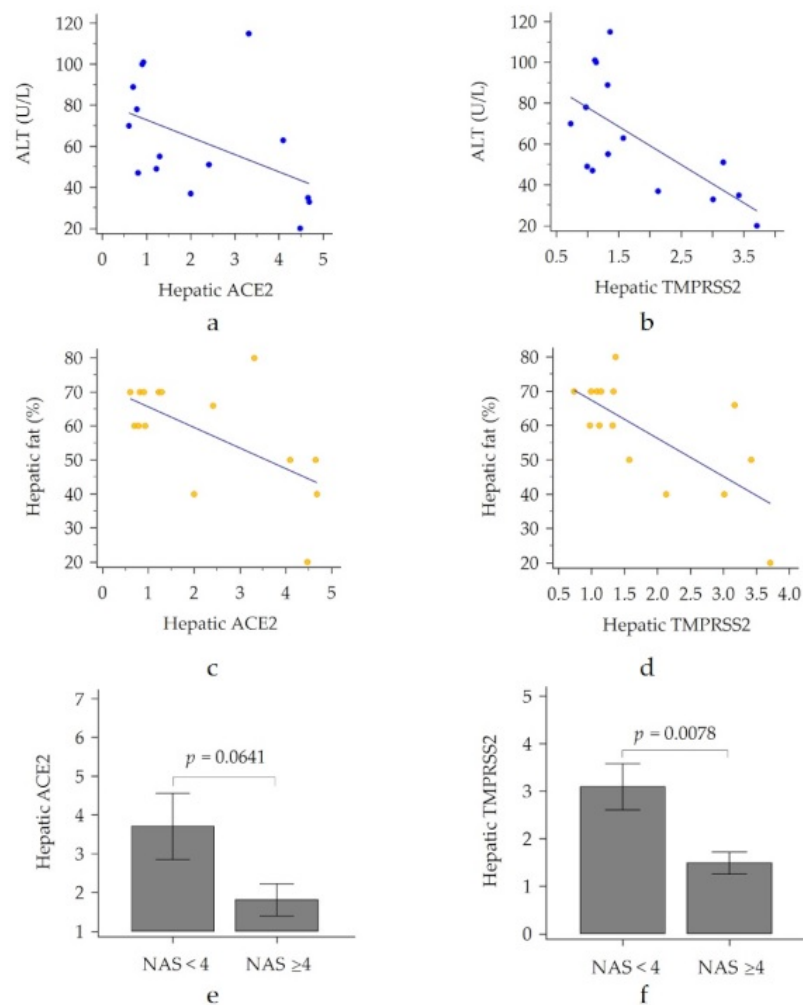 120
100
80
60
40
20
ALT (U/L)
0 1 2 3 4 5
Hepatic ACE2
a
120
100
80
60
40
20
ALT (U/L)
0.5 1.5 2,5 3.5
Hepatic TMPRSS2
b
80
70
60
50
40
30
20
Hepatic fat (%)
0 1 2 3 4 5
Hepatic ACE2
c
80
70
60
50
40
30
20
Hepatic fat (%)
0.5 1.0 1.5 2.0 2.5 3.0 3.5 4.0
Hepatic TMPRSS2
d
7
6
5
4
3
2
1
Hepatic ACE2
p = 0.0641
NAS < 4 NAS ≥4
e
5
4
3
2
1
0
Hepatic TMPRSS2
p = 0.0078
NAS < 4 NAS ≥4
f